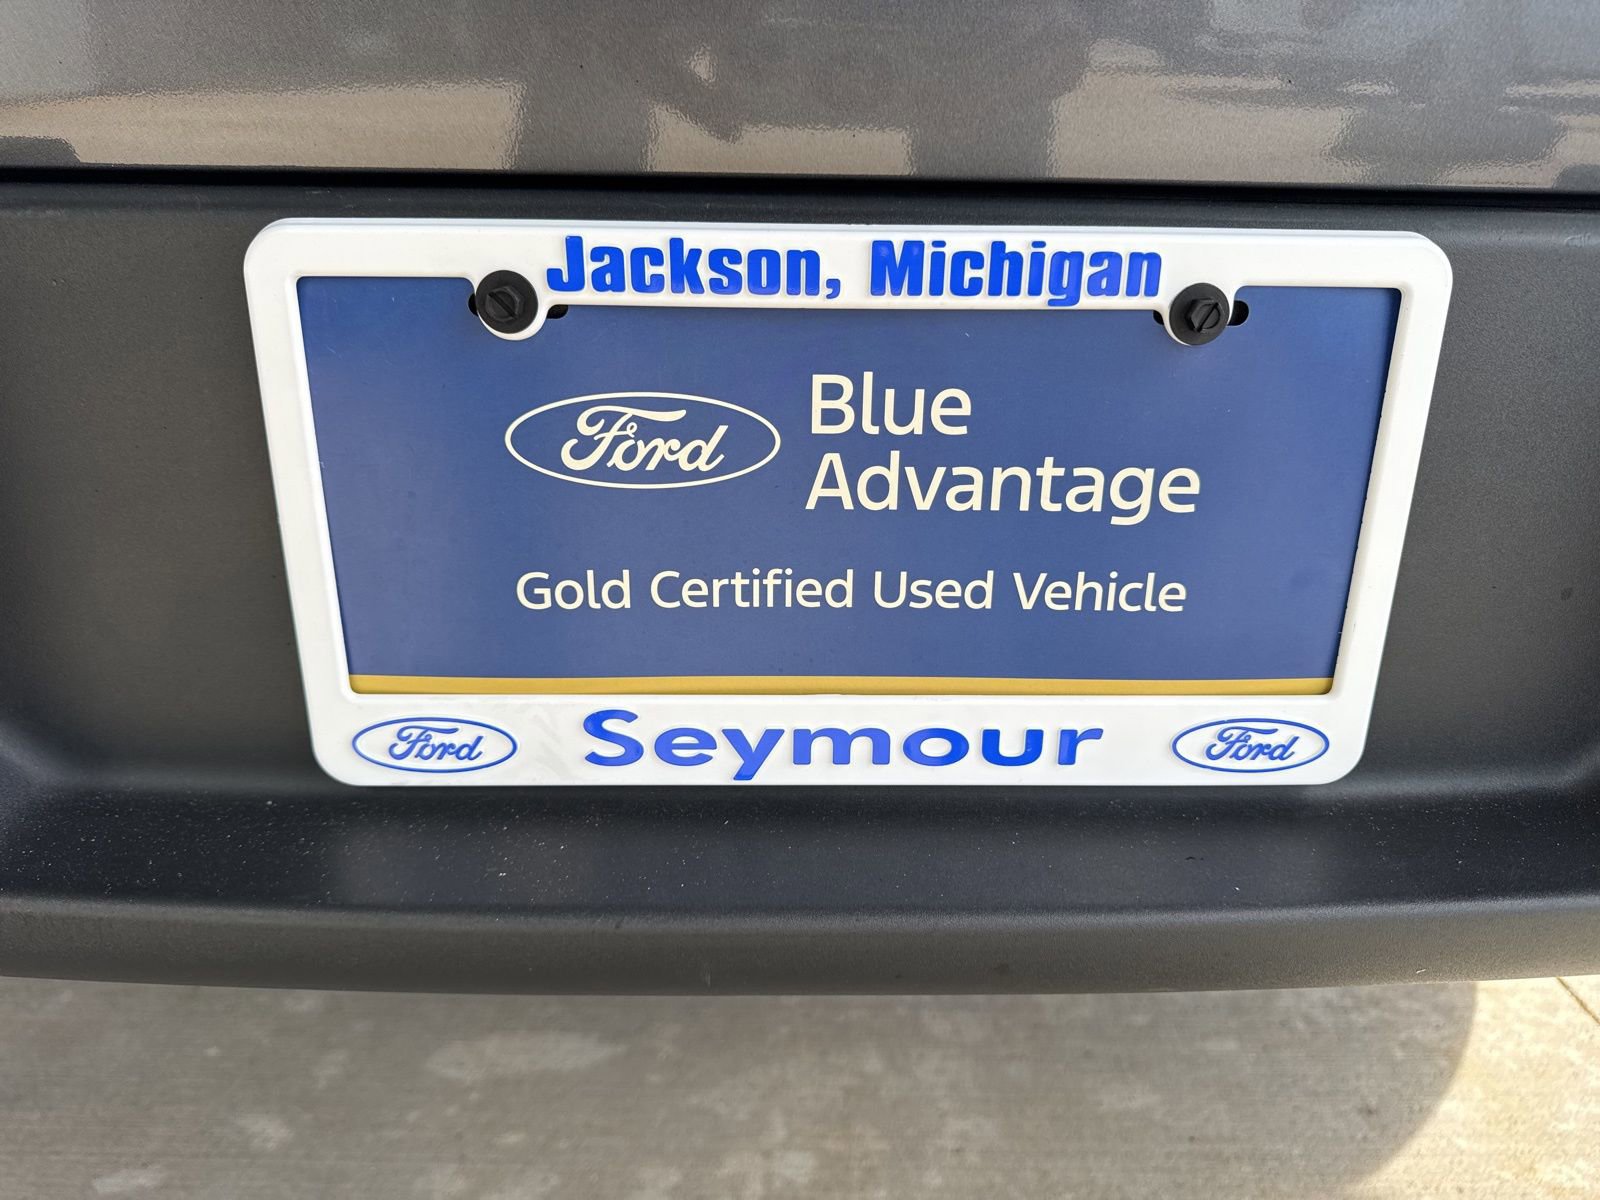 Jackson, Michigan
Ford
Blue
Advantage
Gold Certified Used Vehicle
Ford Seymour Ford